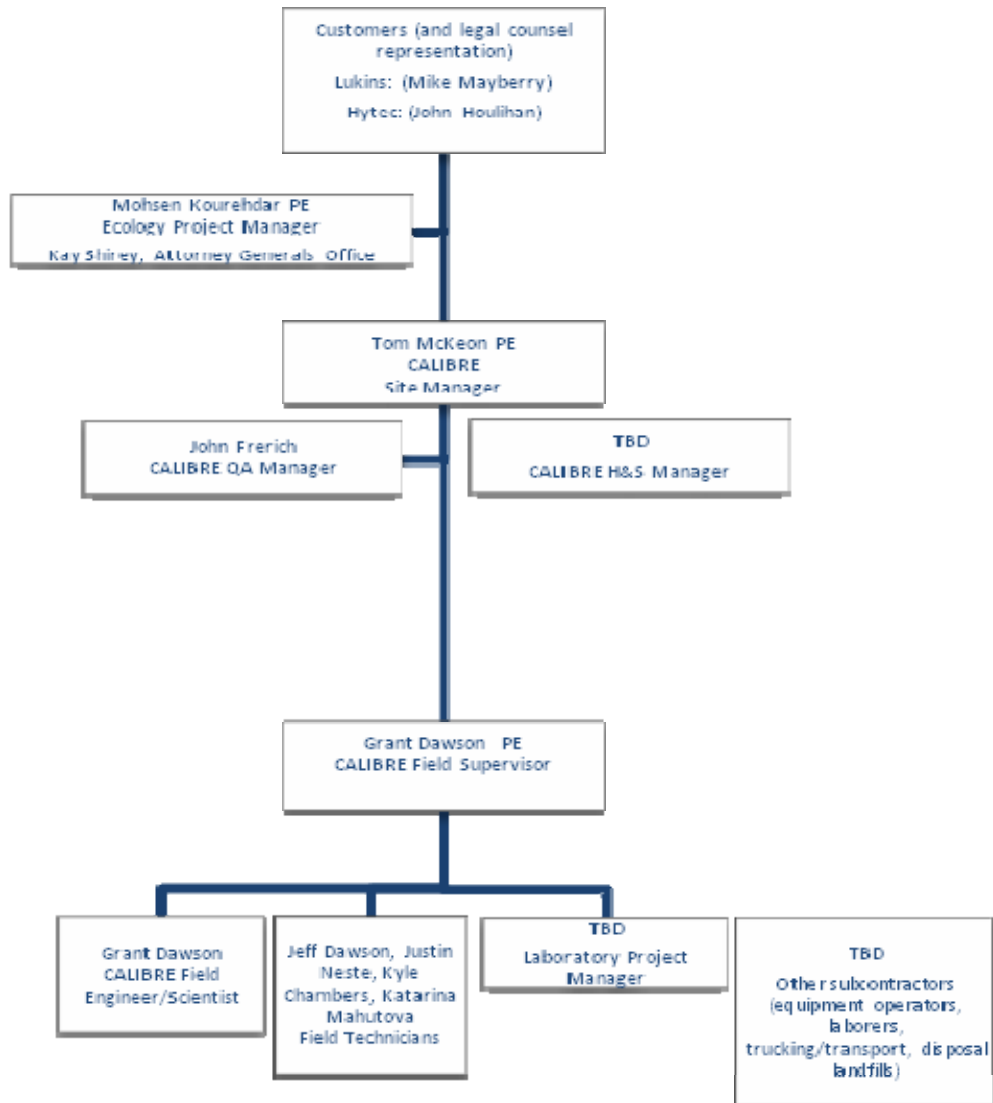 Customers (and legal counsel
representation)
Lukins: (Mike Mayberry)
Hytec: (John Houlihan)
Mohsen Kourehdar PE
Ecology Project Manager
Kay Shirey, Attorney Generals Office
Tom McKeon PE
CALIBRE
Site Manager
John Frerich
CALIBRE QA Manager
TBD
CALIBRE H&S Manager
Grant Dawson PE
CALIBRE Field Supervisor
Grant Dawson
CALIBRE Field
Engineer/Scientist
Jeff Dawson, Justin
Neste, Kyle
Chambers, Katarina
Mahutova
Field Technicians
TBD
Laboratory Project
Manager
TBD
Other subcontractors
(equipment operators,
laborers,
trucking/transport, disposal
landfills)